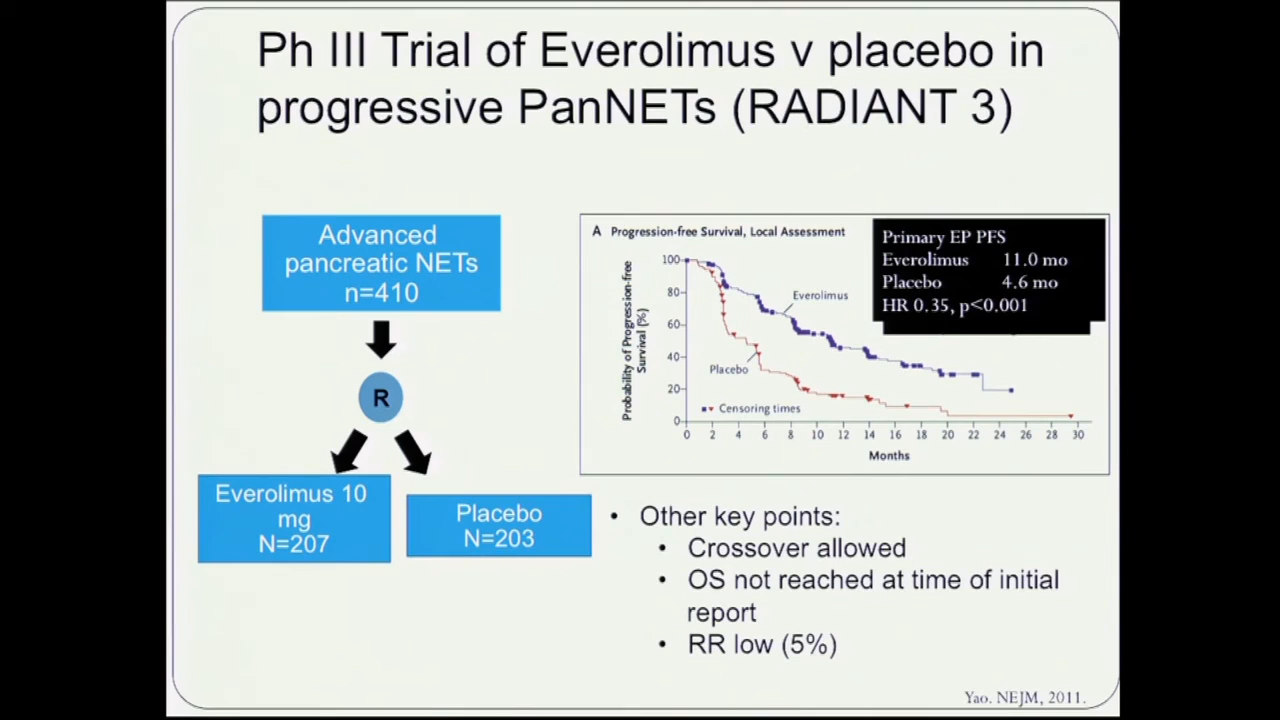 Ph III Trial of Everolimus v placebo in
progressive PanNETs (RADIANT 3)
Advanced
pancreatic NETs
n=410
R
Everolimus 10
mg
N=207
Placebo
N=203
A Progression-free Survival, Local Assessment
Primary EP PFS
Everolimus 11.0 mo
Placebo 4.6 mo
HR 0.35, p<0.001
Probability of Progression-free
Survival (%)
100
80
60
40
20
0
Everolimus
Placebo
Censoring times
0 2 4 6 8 10 12 14 16 18 20 22 24 25 28 30
Months
• Other key points:
• Crossover allowed
• OS not reached at time of initial
report
• RR low (5%)
Yao. NEJM, 2011.